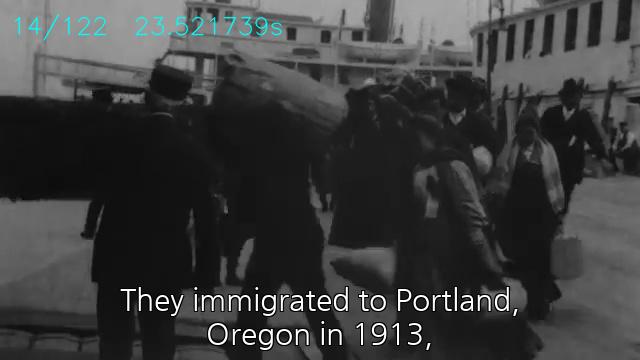 14/122 23.521739s
They immigrated to Portland,
Oregon in 1913,